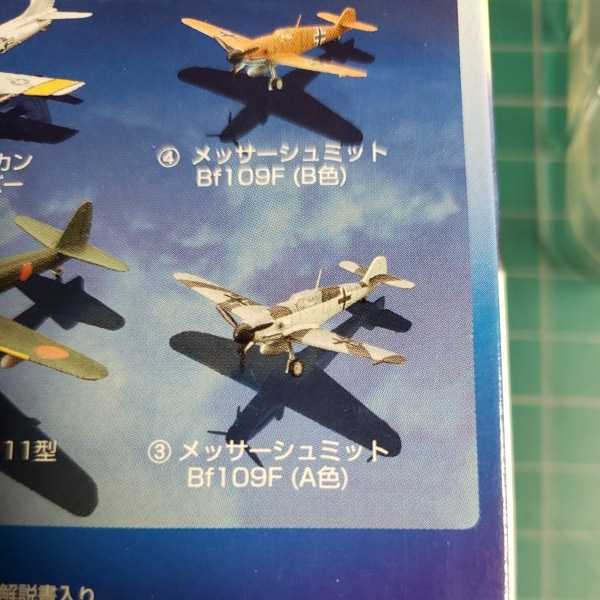 ④ メッサーシュミット
Bf109F (B色)
カン
ビー
③ メッサーシュミット
Bf109F (A色)
11型
解説書入り